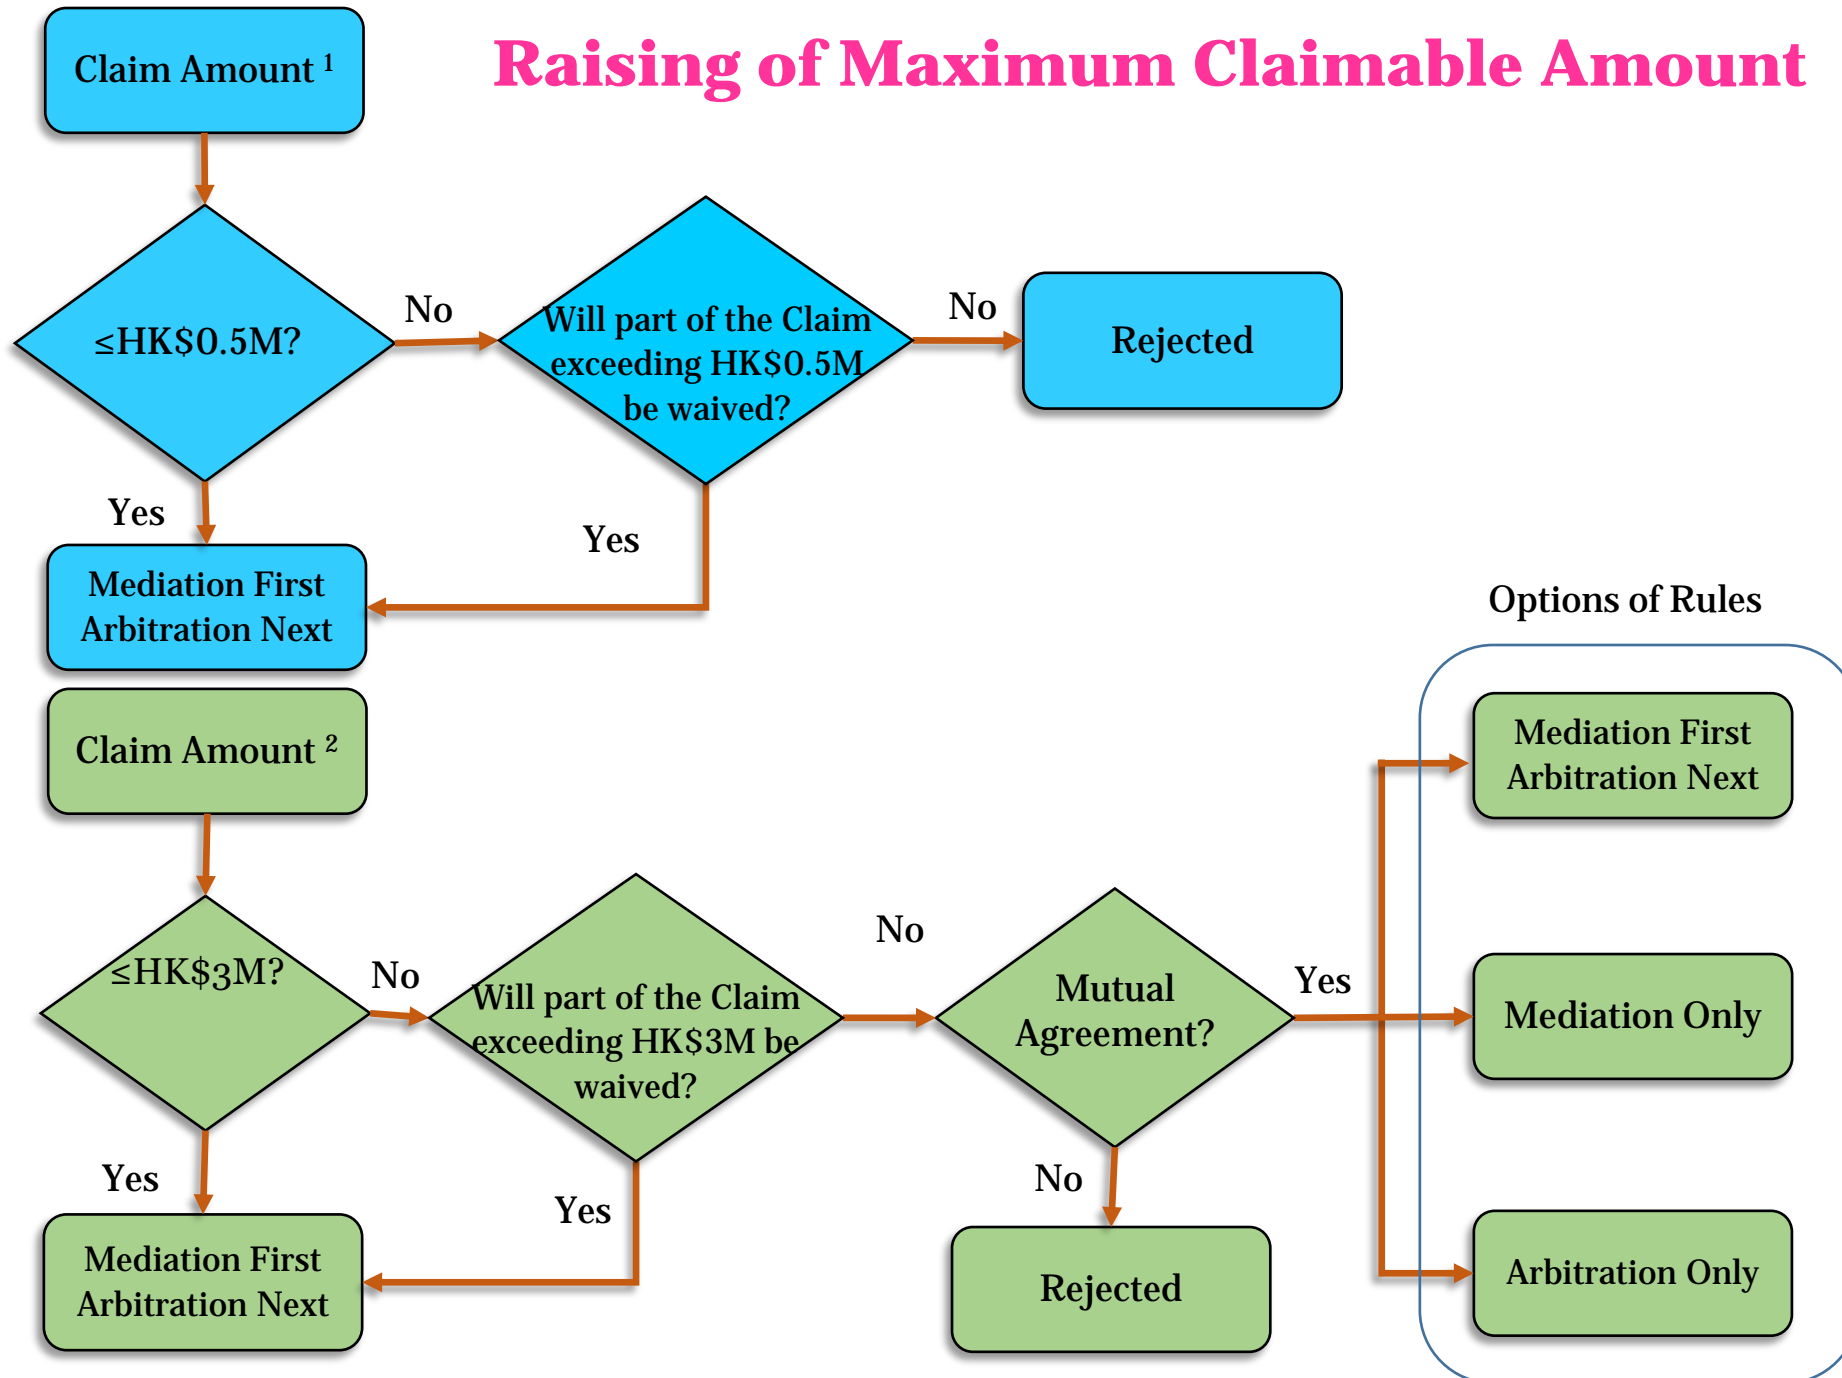 Raising of Maximum Claimable Amount
Claim Amount ¹
≤HK$0.5M?
No
Will part of the Claim
exceeding HK$0.5M
be waived?
No
Rejected
Yes
Yes
Mediation First
Arbitration Next
Claim Amount ²
≤HK$3M?
No
Will part of the Claim
exceeding HK$3M be
waived?
No
Mutual
Agreement?
Yes
Options of Rules
Mediation First
Arbitration Next
Mediation Only
Arbitration Only
Yes
Yes
No
Mediation First
Arbitration Next
Rejected